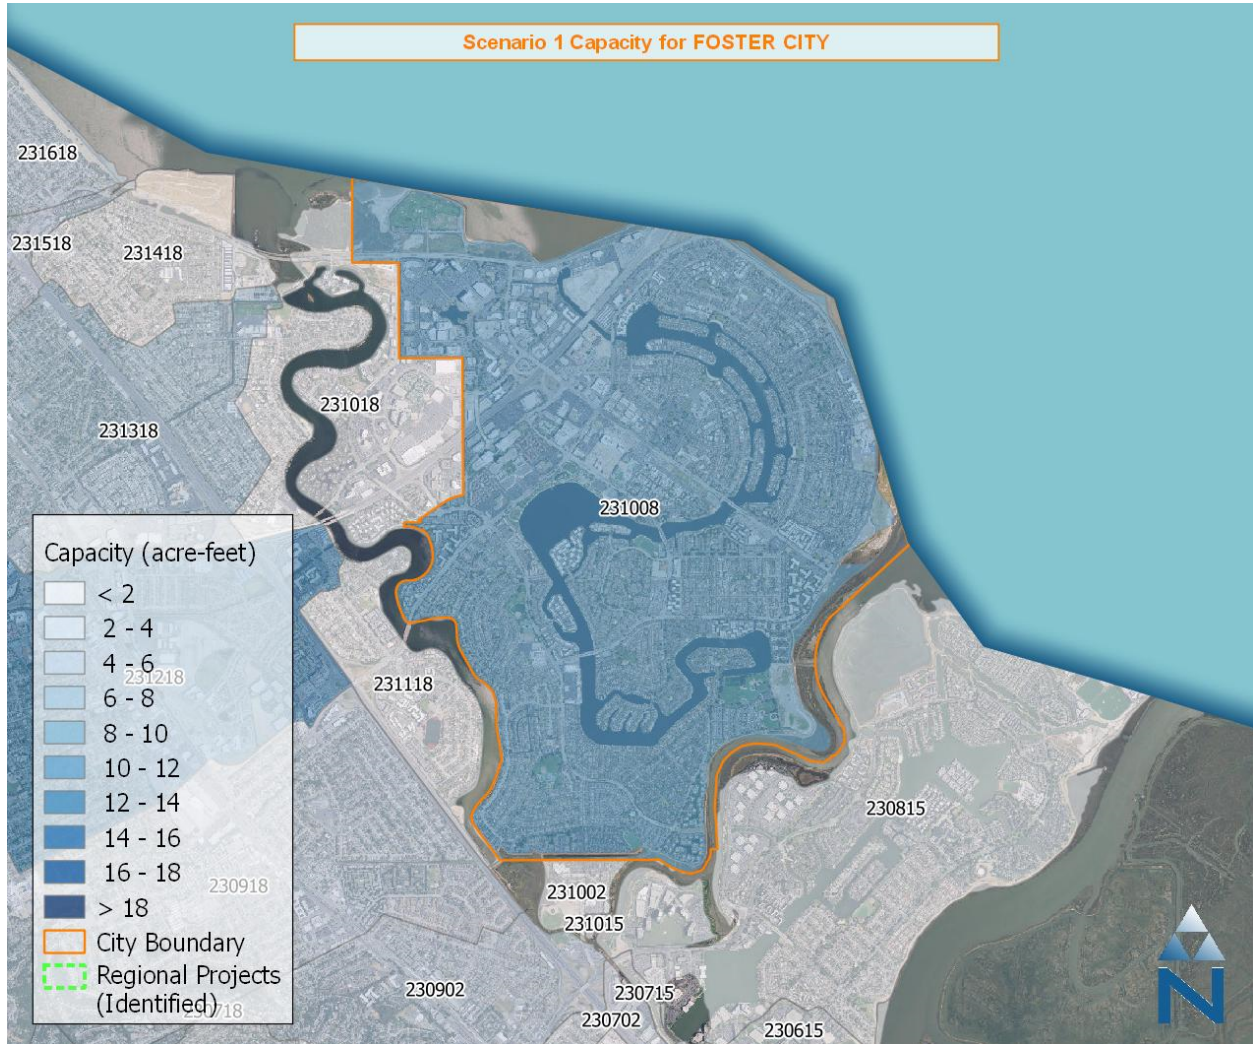 Scenario 1 Capacity for FOSTER CITY
231618
231518
231418
231018
231318
231008
Capacity (acre-feet)
< 2
2 - 4
4 - 6
6 - 8
8 - 10
10 - 12
12 - 14
14 - 16
16 - 18
> 18
City Boundary
Regional Projects
(Identified)
231218
231118
230815
230918
231002
231015
230902
230715
230718
230702
230615
N